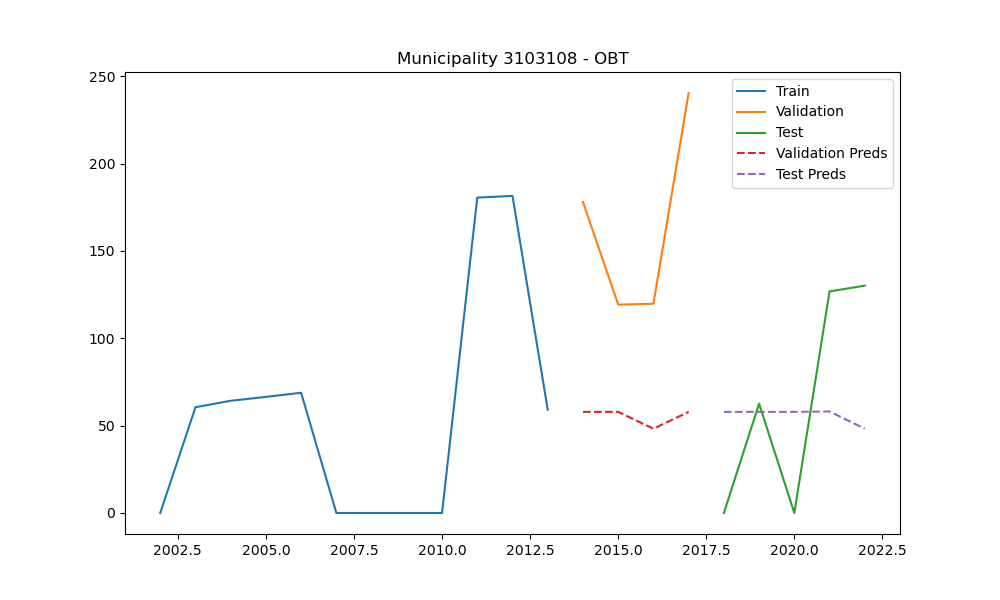 Municipality 3103108 - OBT
250
200
150
100
50
0
2002.5 2005.0 2007.5 2010.0 2012.5 2015.0 2017.5 2020.0 2022.5
Train
Validation
Test
Validation Preds
Test Preds